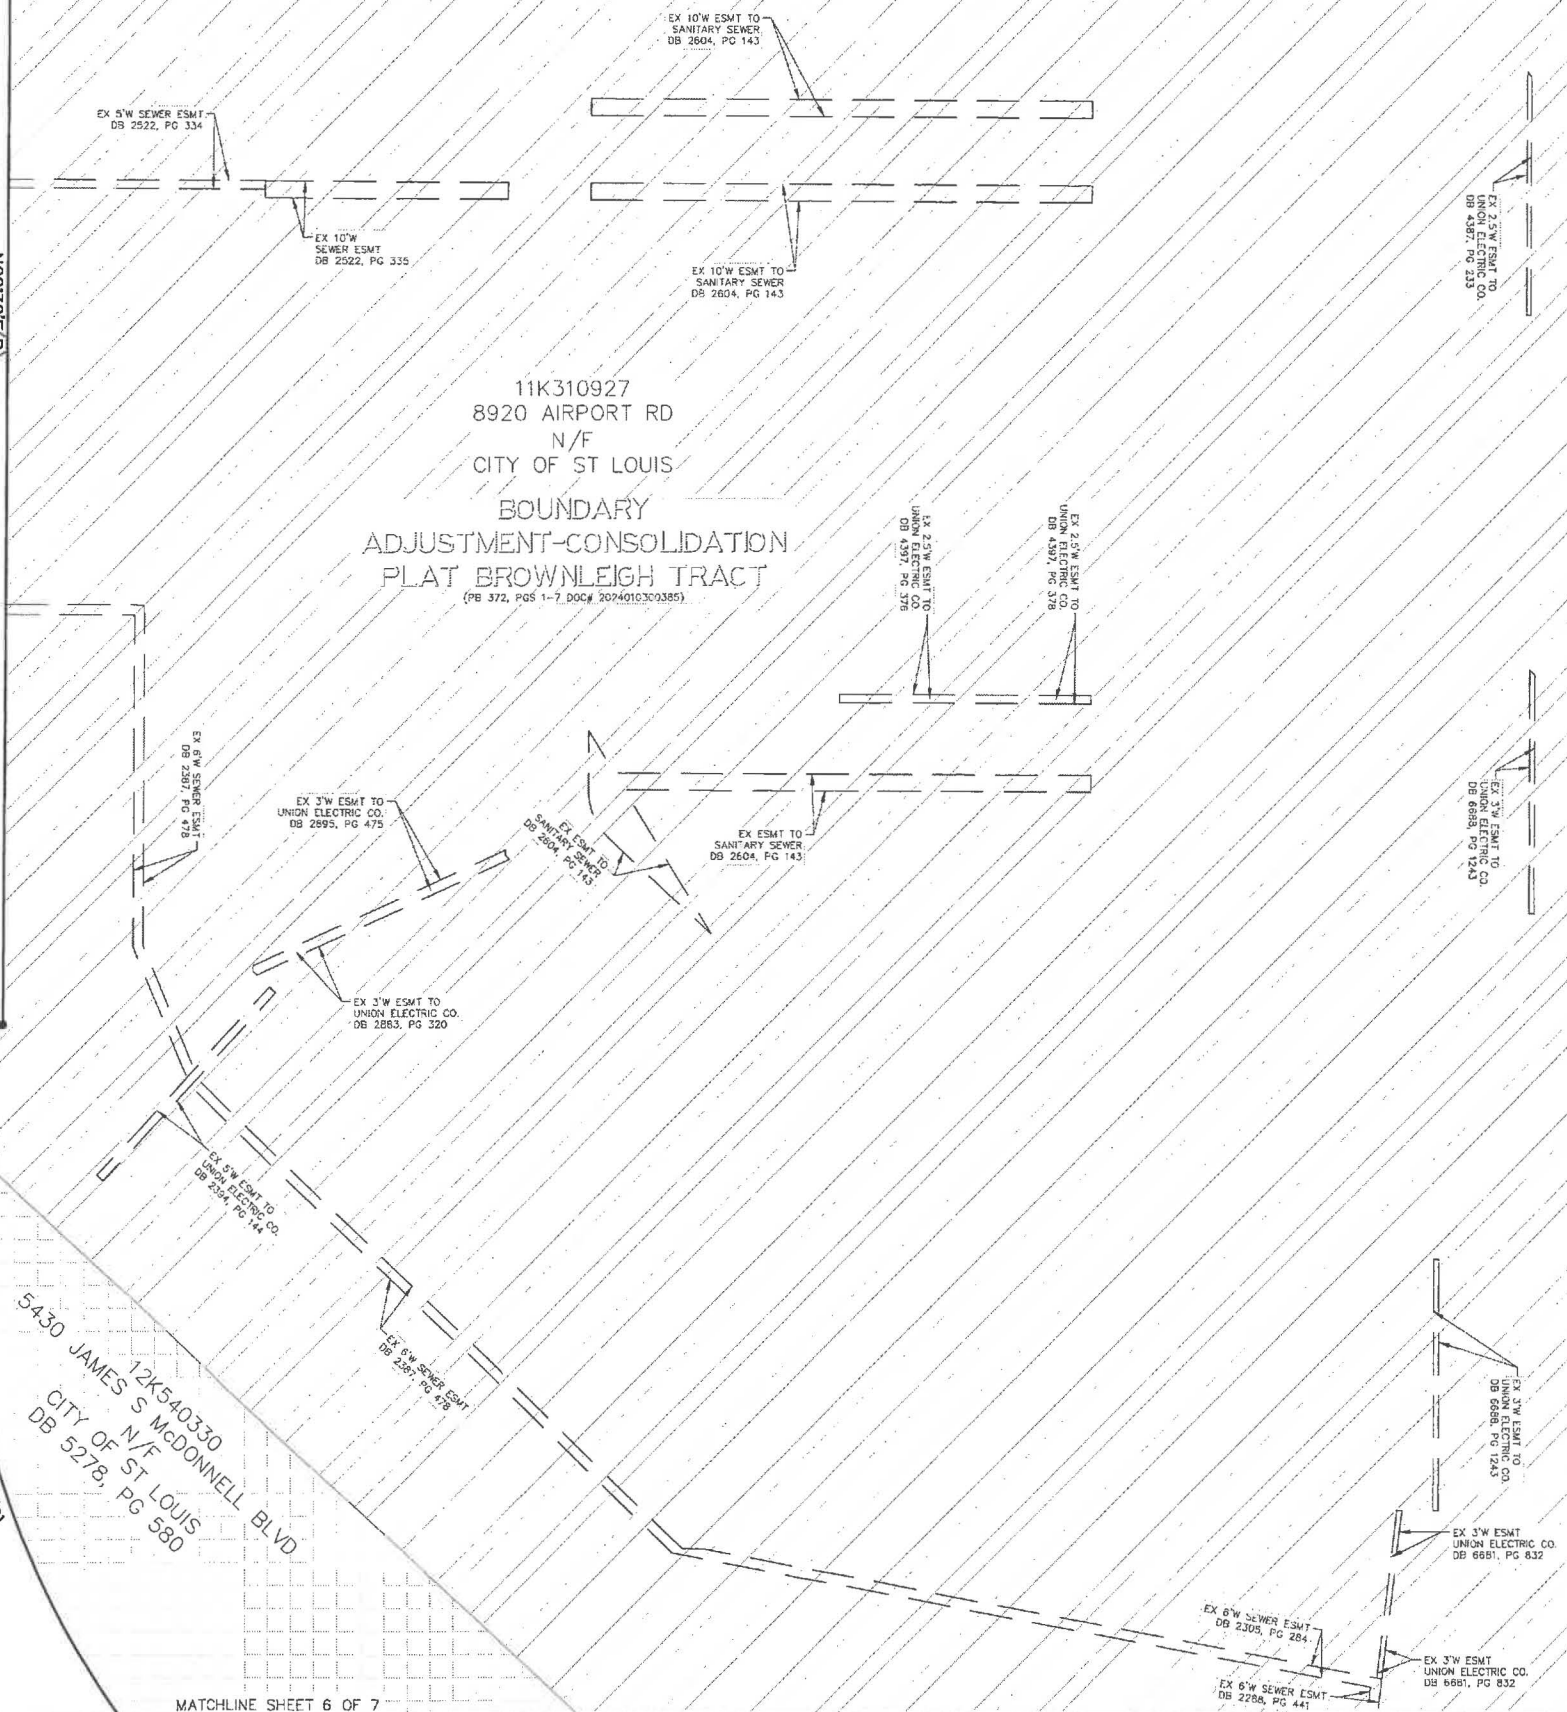 EX 10'W ESMT TO
SANITARY SEWER
DB 2604, PG 143
EX 5'W SEWER ESMT
DB 2522, PG 334
EX 10'W
SEWER ESMT
DB 2522, PG 335
EX 10'W ESMT TO
SANITARY SEWER
DB 2604, PG 143
EX 2.5'W ESMT TO
UNION ELECTRIC CO.
DB 4387, PG 233
11K310927
8920 AIRPORT RD
N/F
CITY OF ST LOUIS
BOUNDARY
ADJUSTMENT-CONSOLIDATION
PLAT BROWNLEIGH TRACT
(PB 372, PGS 1-7 DOC# 2024010300385)
EX 2.5'W ESMT TO
UNION ELECTRIC CO.
DB 4397, PG 376
EX 2.5'W ESMT TO
UNION ELECTRIC CO.
DB 4397, PG 378
EX 6'W SEWER ESMT
DB 2387, PG 478
EX 3'W ESMT TO
UNION ELECTRIC CO.
DB 2895, PG 475
EX ESMT TO
SANITARY SEWER
DB 2604, PG 143
EX ESMT TO
SANITARY SEWER
DB 2604, PG 143
EX 3'W ESMT TO
UNION ELECTRIC CO.
DB 6688, PG 1243
EX 3'W ESMT TO
UNION ELECTRIC CO.
DB 2883, PG 320
EX 5'W ESMT TO
UNION ELECTRIC CO.
DB 2394, PG 144
EX 6'W SEWER ESMT
DB 2387, PG 478
12K540330
5430 JAMES S McDONNELL BLVD
N/F
CITY OF ST LOUIS
DB 5278, PG 580
EX 3'W ESMT TO
UNION ELECTRIC CO.
DB 6688, PG 1243
EX 3'W ESMT
UNION ELECTRIC CO.
DB 6681, PG 832
EX 6'W SEWER ESMT
DB 2305, PG 284
EX 3'W ESMT
UNION ELECTRIC CO.
DB 6681, PG 832
EX 6'W SEWER ESMT
DB 2288, PG 441
MATCHLINE SHEET 6 OF 7